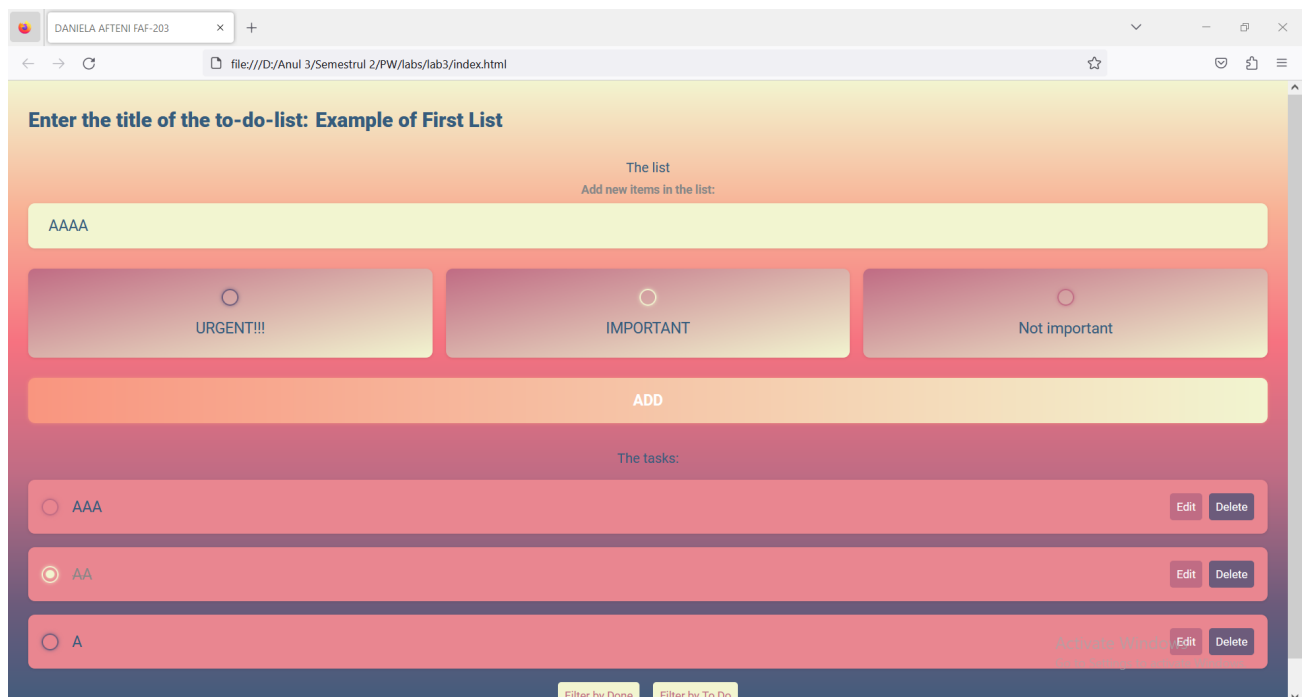 DANIELA AFTENI FAF-203
file:///D:/Anul 3/Semestrul 2/PW/labs/lab3/index.html
Enter the title of the to-do-list: Example of First List
The list
Add new items in the list:
AAAA
URGENT!!! IMPORTANT Not important
ADD
The tasks:
AAA Edit Delete
AA Edit Delete
A Edit Delete
Activate Windows
Filter by Done Filter by To Do